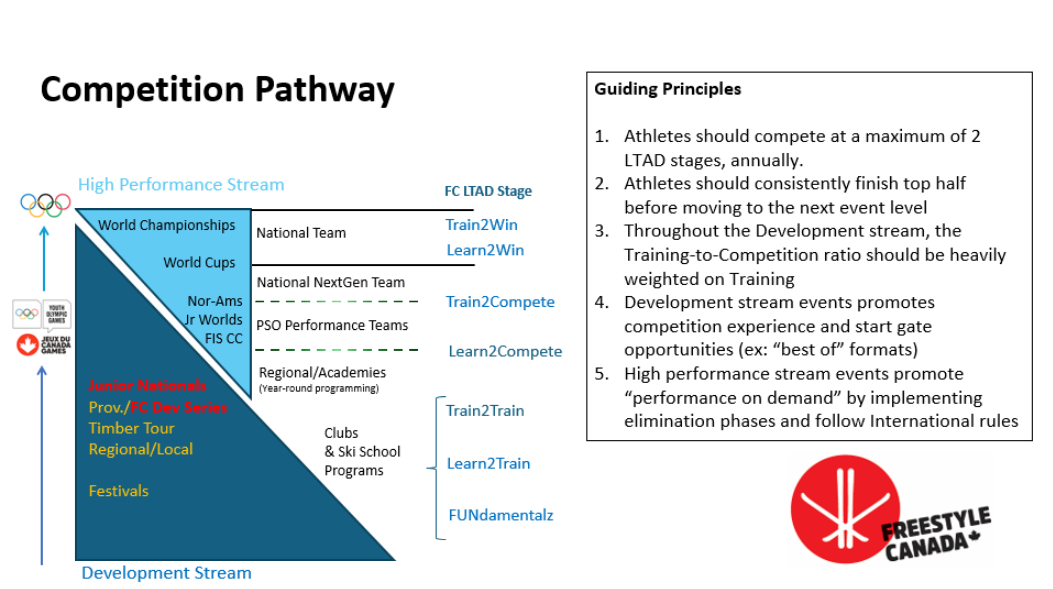 Competition Pathway
High Performance Stream
FC LTAD Stage
World Championships
World Cups
Nor-Ams
Jr Worlds
FIS CC
National Team
National NextGen Team
PSO Performance Teams
Regional/Academies
(Year-round programming)
Clubs
& Ski School
Programs
Train2Win
Learn2Win
Train2Compete
Learn2Compete
Train2Train
Learn2Train
FUNdamentalz
YOUTH
OLYMPIC
GAMES
JEUX DU
CANADA
GAMES
Junior Nationals
Prov./FC Dev Series
Timber Tour
Regional/Local
Festivals
Development Stream
Guiding Principles
1. Athletes should compete at a maximum of 2
LTAD stages, annually.
2. Athletes should consistently finish top half
before moving to the next event level
3. Throughout the Development stream, the
Training-to-Competition ratio should be heavily
weighted on Training
4. Development stream events promotes
competition experience and start gate
opportunities (ex: “best of” formats)
5. High performance stream events promote
“performance on demand” by implementing
elimination phases and follow International rules
FREESTYLE
CANADA